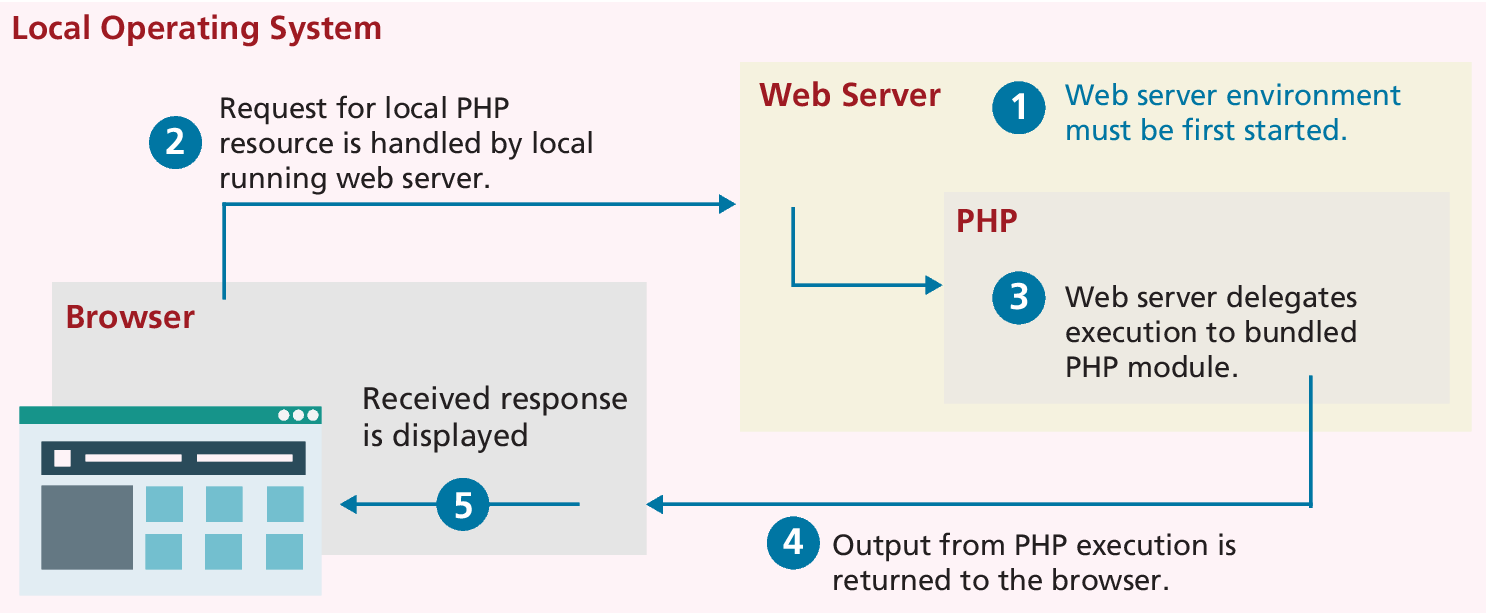 Local Operating System
Web Server
1
Web server environment
must be first started.
2
Request for local PHP
resource is handled by local
running web server.
PHP
3
Web server delegates
execution to bundled
PHP module.
Browser
Received response
is displayed
5
4
Output from PHP execution is
returned to the browser.